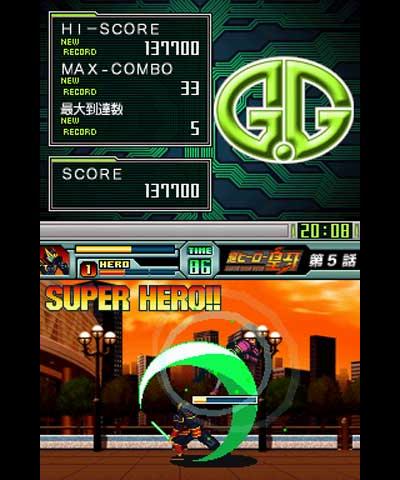 HI-SCORE
NEW RECORD 137700
MAX-COMBO
NEW RECORD 33
最大到達数
NEW RECORD 5
SCORE
137700
G.G
20:08
1 HERO
TIME
86
第5話
SUPER HERO!!